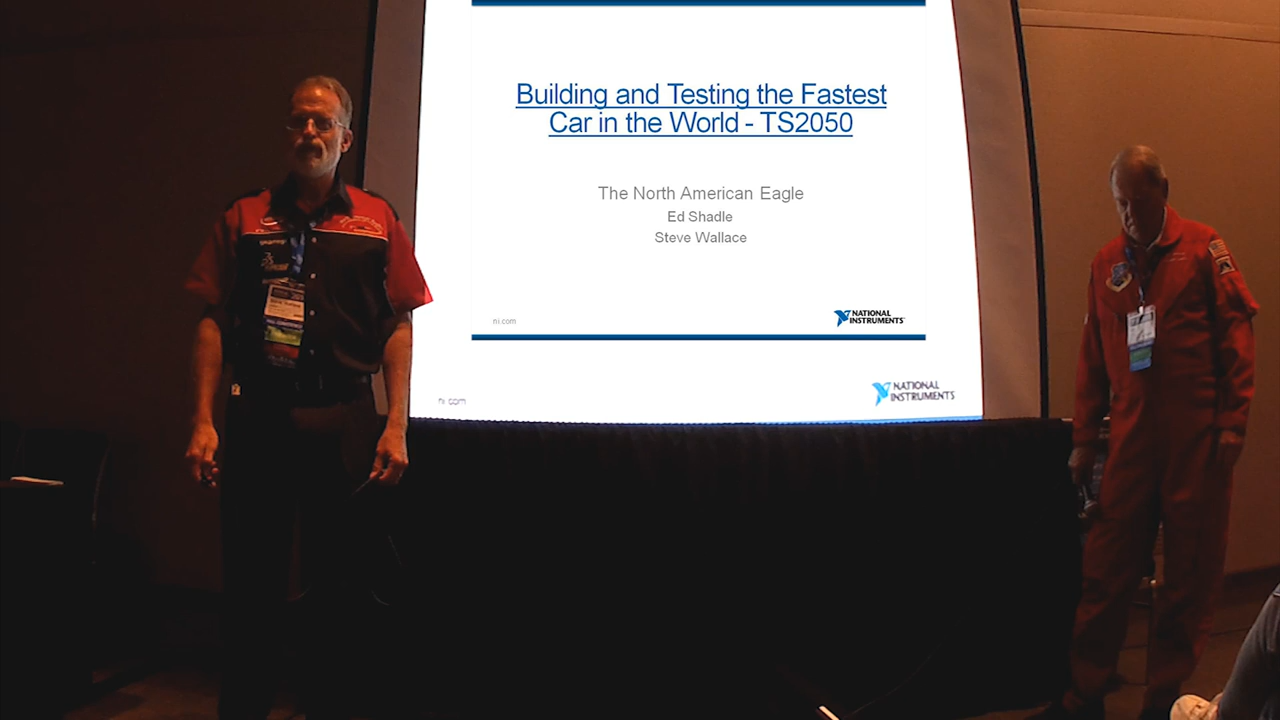 Building and Testing the Fastest
Car in the World - TS2050
The North American Eagle
Ed Shadle
Steve Wallace
ni.com
NATIONAL
INSTRUMENTS
ni.com
NATIONAL
INSTRUMENTS